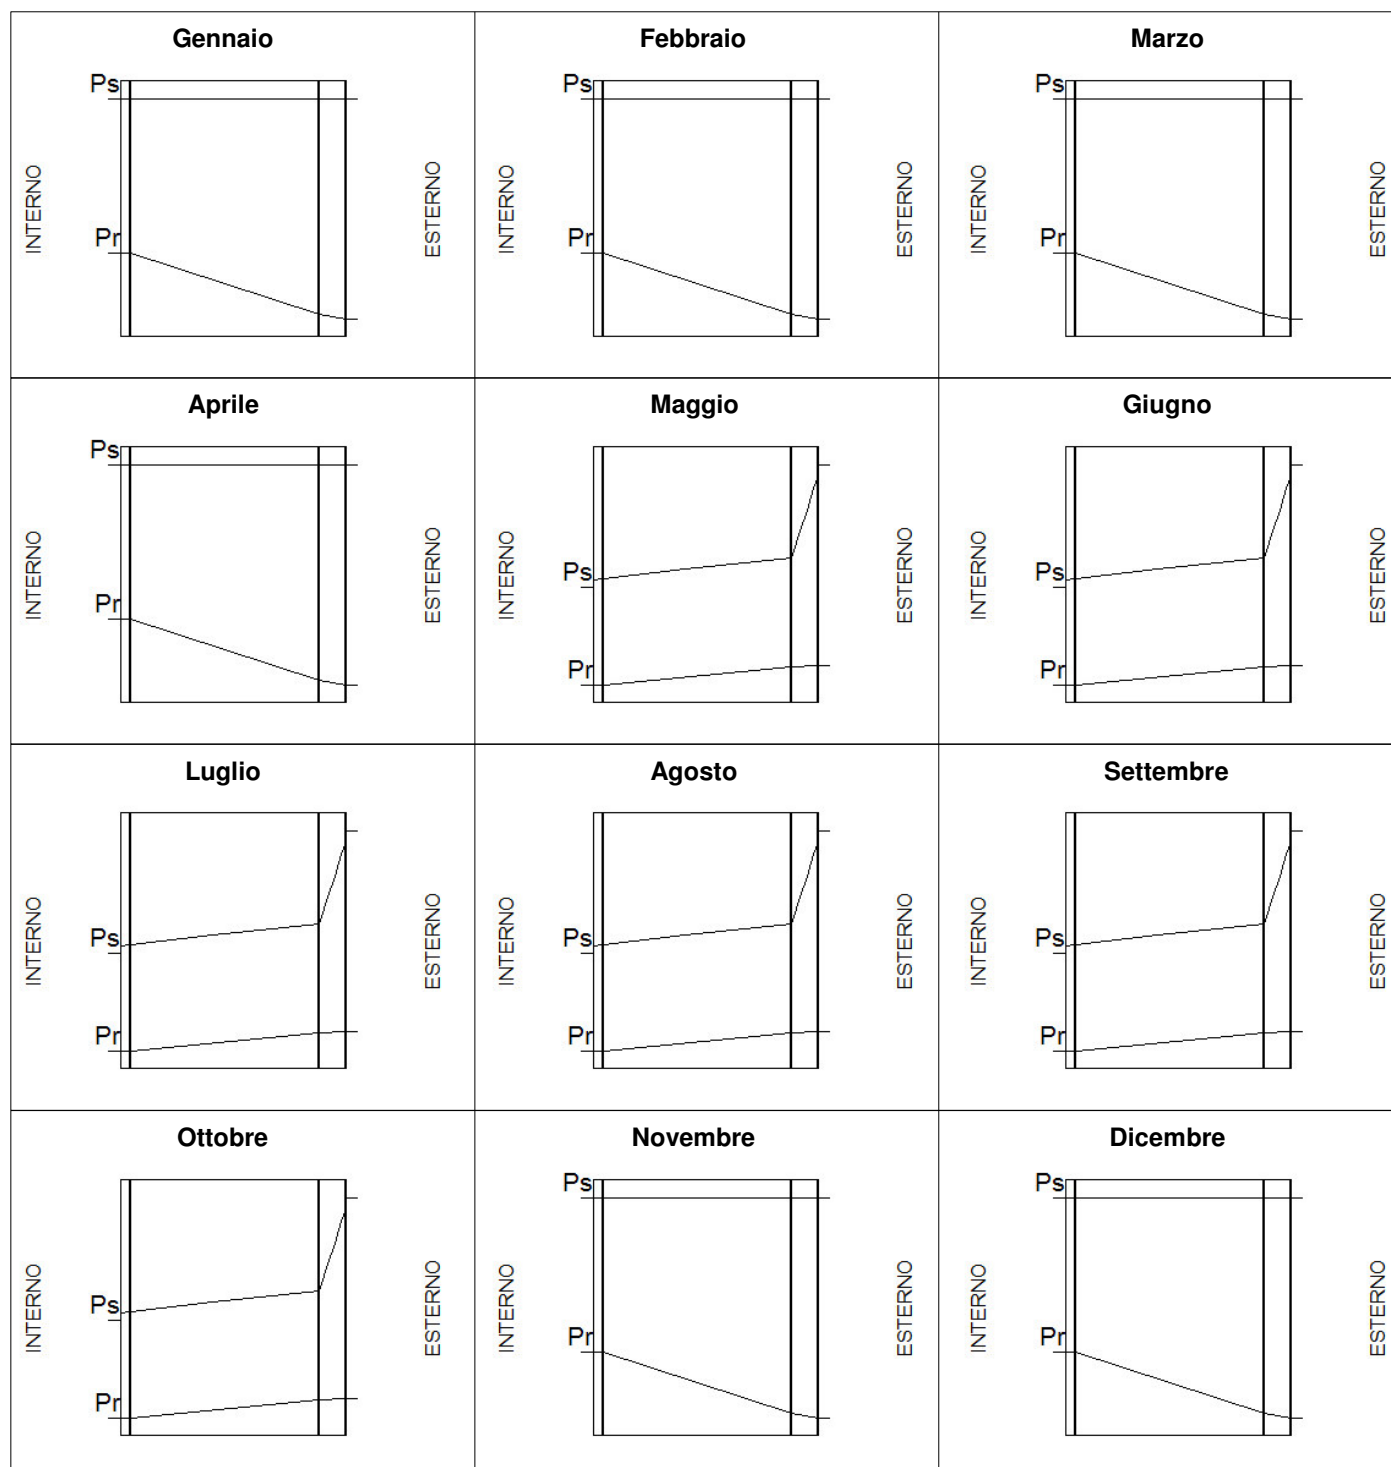 Gennaio
Ps
Pr
INTERNO
ESTERNO
Febbraio
Ps
Pr
INTERNO
ESTERNO
Marzo
Ps
Pr
INTERNO
ESTERNO
Aprile
Ps
Pr
INTERNO
ESTERNO
Maggio
Ps
Pr
INTERNO
ESTERNO
Giugno
Ps
Pr
INTERNO
ESTERNO
Luglio
Ps
Pr
INTERNO
ESTERNO
Agosto
Ps
Pr
INTERNO
ESTERNO
Settembre
Ps
Pr
INTERNO
ESTERNO
Ottobre
Ps
Pr
INTERNO
ESTERNO
Novembre
Ps
Pr
INTERNO
ESTERNO
Dicembre
Ps
Pr
INTERNO
ESTERNO